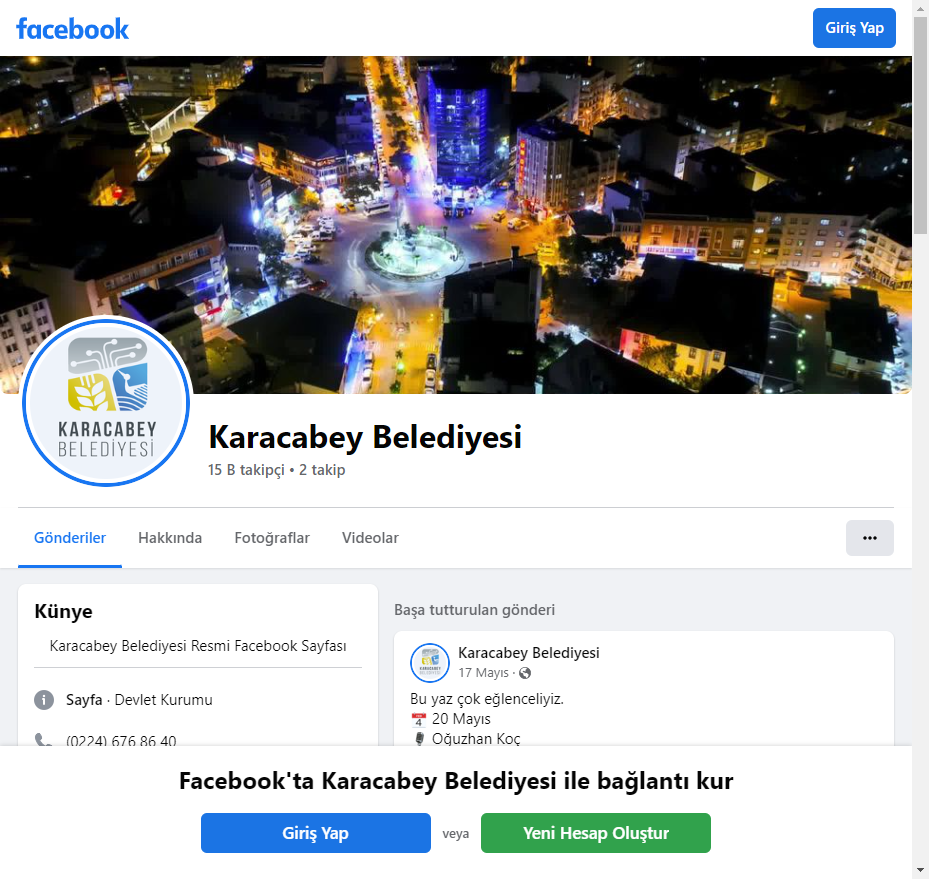 facebook
Giriş Yap
KARACABEY
BELEDİYESİ
Karacabey Belediyesi
15 B takipçi • 2 takip
Gönderiler
Hakkında
Fotoğraflar
Videolar
Künye
Karacabey Belediyesi Resmi Facebook Sayfası
Sayfa · Devlet Kurumu
(0224) 676 86 40
Başa tutturulan gönderi
Karacabey Belediyesi
17 Mayıs ·
Bu yaz çok eğlenceliyiz.
20 Mayıs
Oğuzhan Koç
Facebook'ta Karacabey Belediyesi ile bağlantı kur
Giriş Yap
veya
Yeni Hesap Oluştur